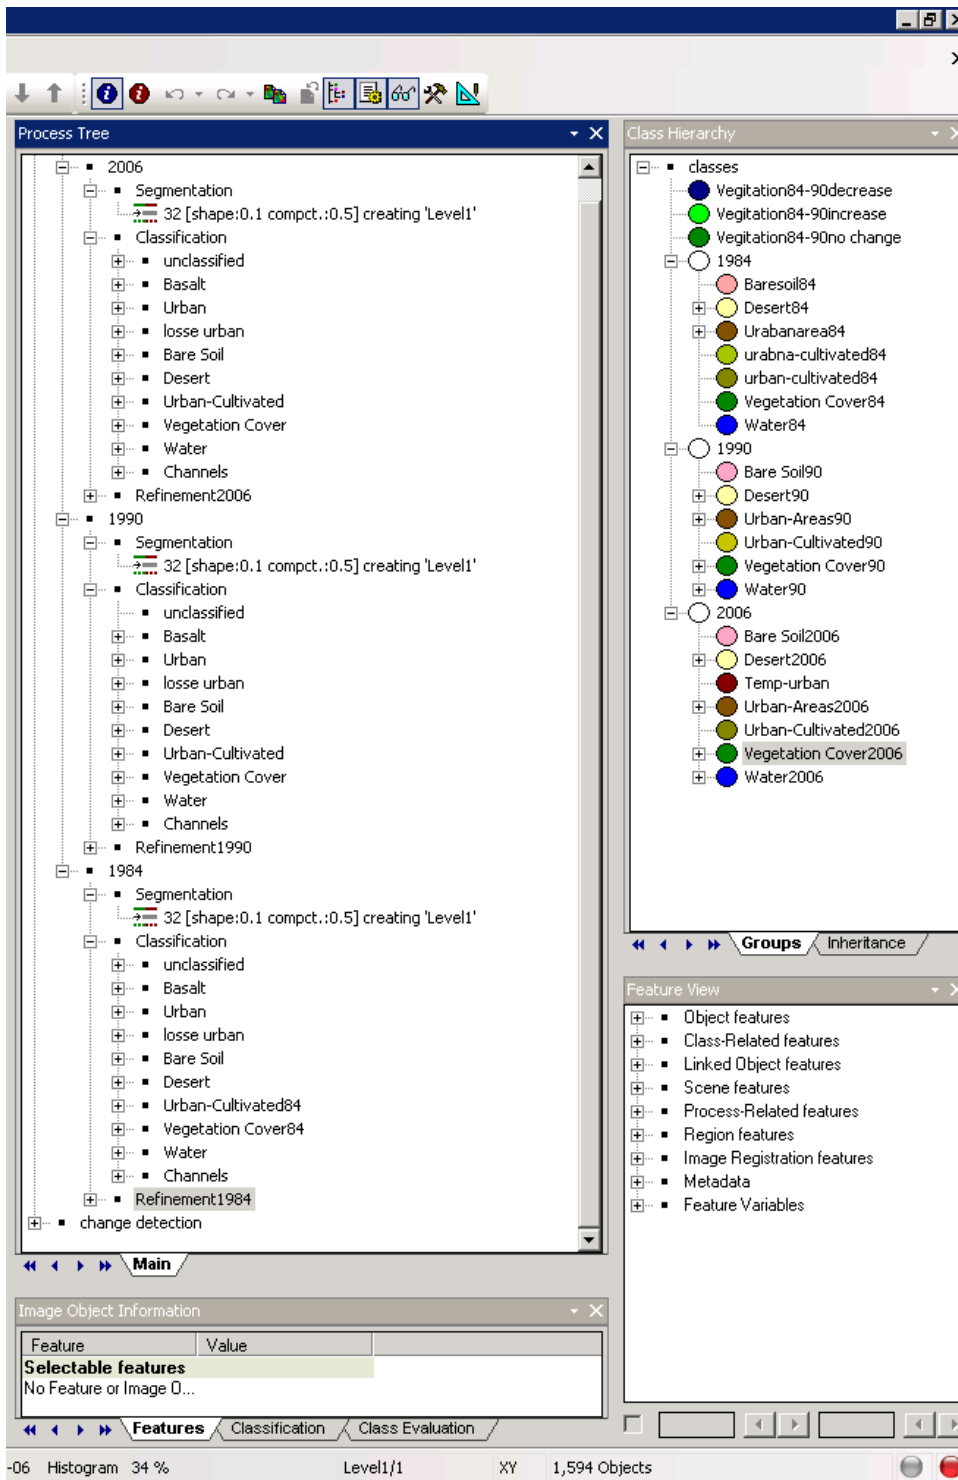 Process Tree
2006
Segmentation
32 [shape:0.1 compct.:0.5] creating 'Level1'
Classification
unclassified
Basalt
Urban
losse urban
Bare Soil
Desert
Urban-Cultivated
Vegetation Cover
Water
Channels
Refinement2006
1990
Segmentation
32 [shape:0.1 compct.:0.5] creating 'Level1'
Classification
unclassified
Basalt
Urban
losse urban
Bare Soil
Desert
Urban-Cultivated
Vegetation Cover
Water
Channels
Refinement1990
1984
Segmentation
32 [shape:0.1 compct.:0.5] creating 'Level1'
Classification
unclassified
Basalt
Urban
losse urban
Bare Soil
Desert
Urban-Cultivated84
Vegetation Cover84
Water
Channels
Refinement1984
change detection
Main
Class Hierarchy
classes
Vegitation84-90decrease
Vegitation84-90increase
Vegitation84-90no change
1984
Baresoil84
Desert84
Urabanarea84
urabna-cultivated84
urban-cultivated84
Vegetation Cover84
Water84
1990
Bare Soil90
Desert90
Urban-Areas90
Urban-Cultivated90
Vegetation Cover90
Water90
2006
Bare Soil2006
Desert2006
Temp-urban
Urban-Areas2006
Urban-Cultivated2006
Vegetation Cover2006
Water2006
Groups Inheritance
Feature View
Object features
Class-Related features
Linked Object features
Scene features
Process-Related features
Region features
Image Registration features
Metadata
Feature Variables
Image Object Information
Feature Value
Selectable features
No Feature or Image O...
Features Classification Class Evaluation
-06 Histogram 34 % Level1/1 XY 1,594 Objects